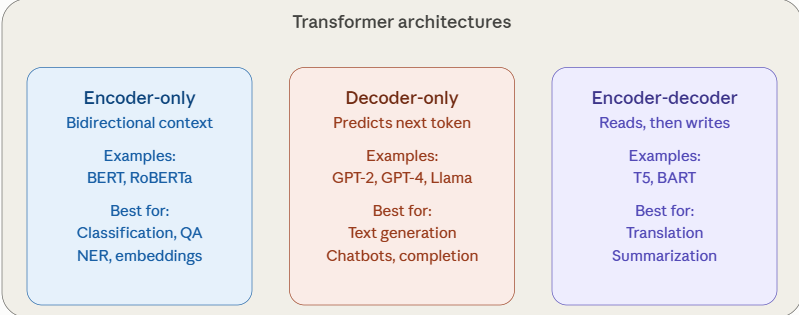 Transformer architectures
Encoder-only
Bidirectional context
Examples:
BERT, RoBERTa
Best for:
Classification, QA
NER, embeddings
Decoder-only
Predicts next token
Examples:
GPT-2, GPT-4, Llama
Best for:
Text generation
Chatbots, completion
Encoder-decoder
Reads, then writes
Examples:
T5, BART
Best for:
Translation
Summarization